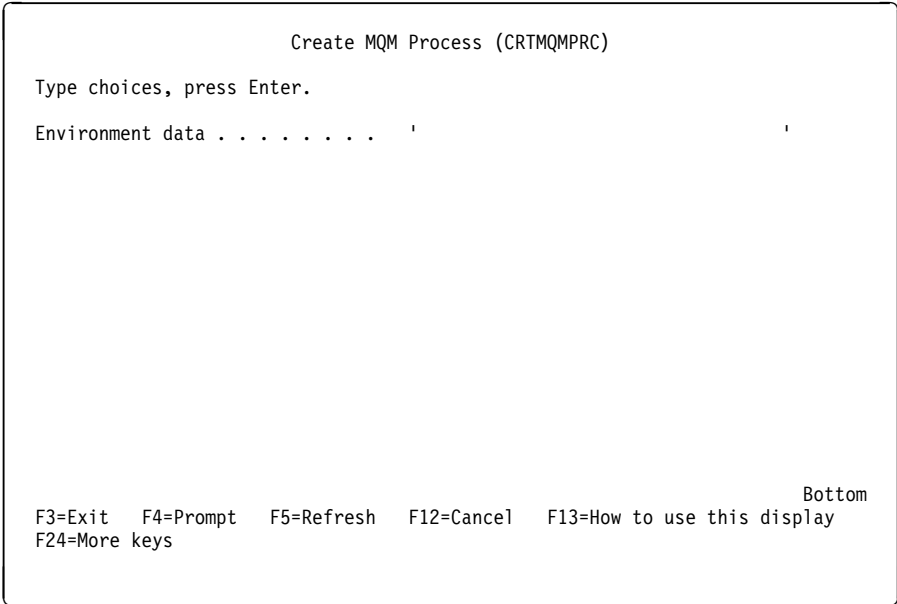 Create MQM Process (CRTMQMPRC)
Type choices, press Enter.
Environment data . . . . . . . . ' '
Bottom
F3=Exit F4=Prompt F5=Refresh F12=Cancel F13=How to use this display
F24=More keys